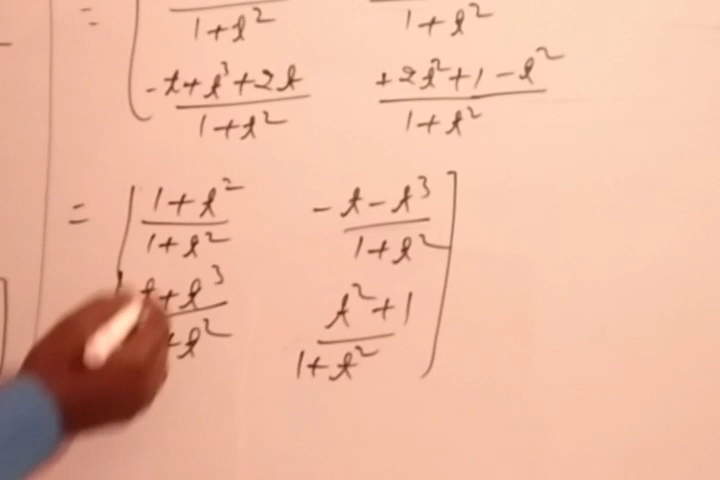 = 1+t² 1+t²
-t+t³+2t +2t²+1-t²
1+t² 1+t²
= [ 1+t² -t-t³ ]
1+t² 1+t²
t+t³ t²+1
+t² 1+t²